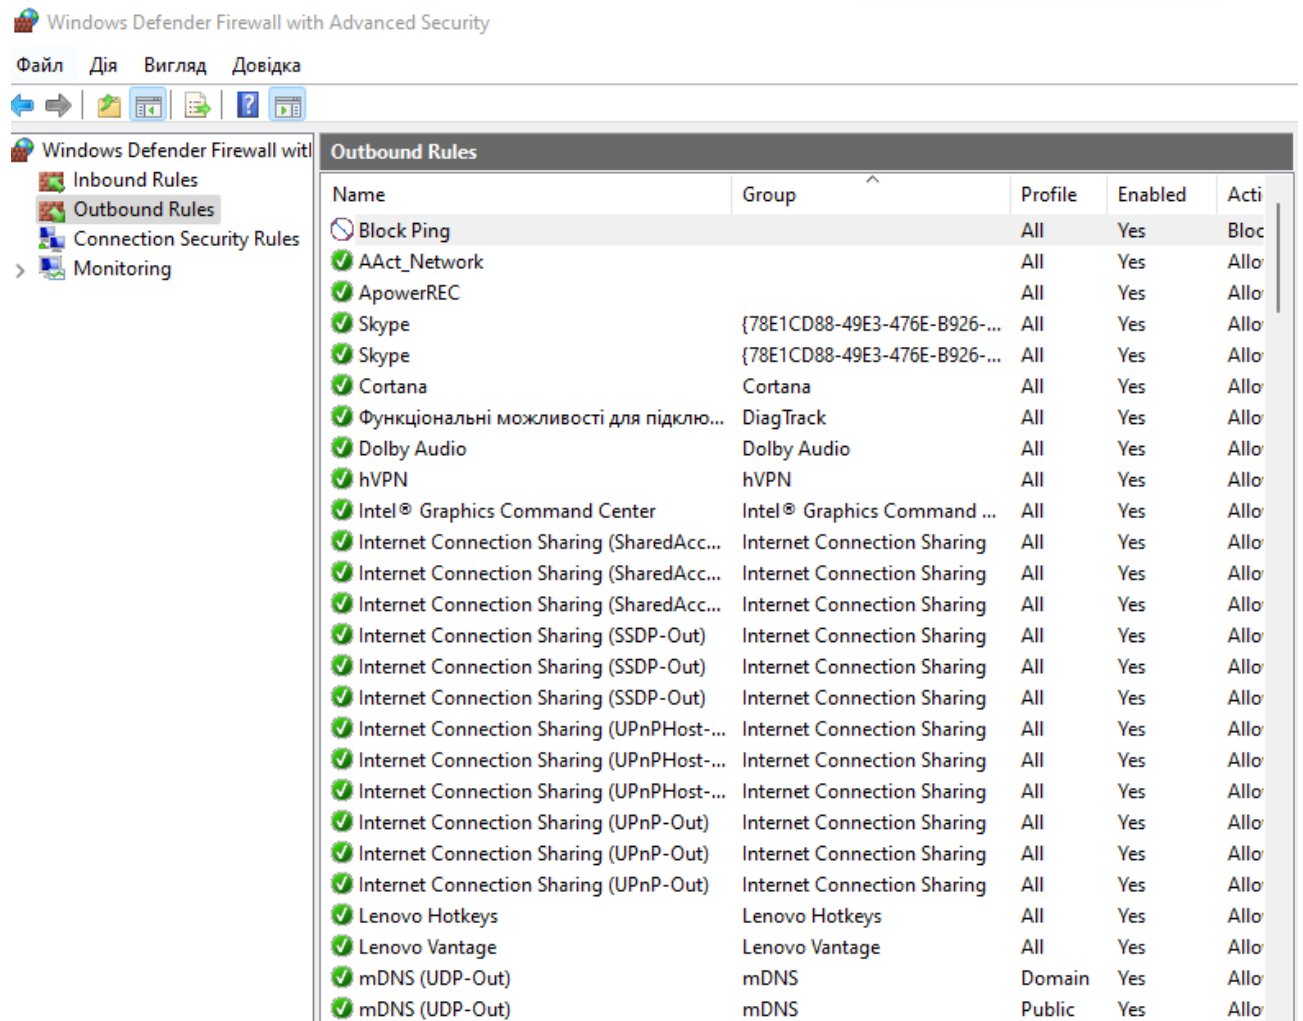 Windows Defender Firewall with Advanced Security
Файл Дія Вигляд Довідка
Windows Defender Firewall witl
Inbound Rules
Outbound Rules
Connection Security Rules
Monitoring
Outbound Rules
Name Group Profile Enabled Acti
Block Ping All Yes Bloc
AAct_Network All Yes Allo
ApowerREC All Yes Allo
Skype {78E1CD88-49E3-476E-B926-... All Yes Allo
Skype {78E1CD88-49E3-476E-B926-... All Yes Allo
Cortana Cortana All Yes Allo
Функціональні можливості для підклю... DiagTrack All Yes Allo
Dolby Audio Dolby Audio All Yes Allo
hVPN hVPN All Yes Allo
Intel® Graphics Command Center Intel® Graphics Command ... All Yes Allo
Internet Connection Sharing (SharedAcc... Internet Connection Sharing All Yes Allo
Internet Connection Sharing (SharedAcc... Internet Connection Sharing All Yes Allo
Internet Connection Sharing (SharedAcc... Internet Connection Sharing All Yes Allo
Internet Connection Sharing (SSDP-Out) Internet Connection Sharing All Yes Allo
Internet Connection Sharing (SSDP-Out) Internet Connection Sharing All Yes Allo
Internet Connection Sharing (SSDP-Out) Internet Connection Sharing All Yes Allo
Internet Connection Sharing (UPnPHost-... Internet Connection Sharing All Yes Allo
Internet Connection Sharing (UPnPHost-... Internet Connection Sharing All Yes Allo
Internet Connection Sharing (UPnPHost-... Internet Connection Sharing All Yes Allo
Internet Connection Sharing (UPnP-Out) Internet Connection Sharing All Yes Allo
Internet Connection Sharing (UPnP-Out) Internet Connection Sharing All Yes Allo
Internet Connection Sharing (UPnP-Out) Internet Connection Sharing All Yes Allo
Lenovo Hotkeys Lenovo Hotkeys All Yes Allo
Lenovo Vantage Lenovo Vantage All Yes Allo
mDNS (UDP-Out) mDNS Domain Yes Allo
mDNS (UDP-Out) mDNS Public Yes Allo